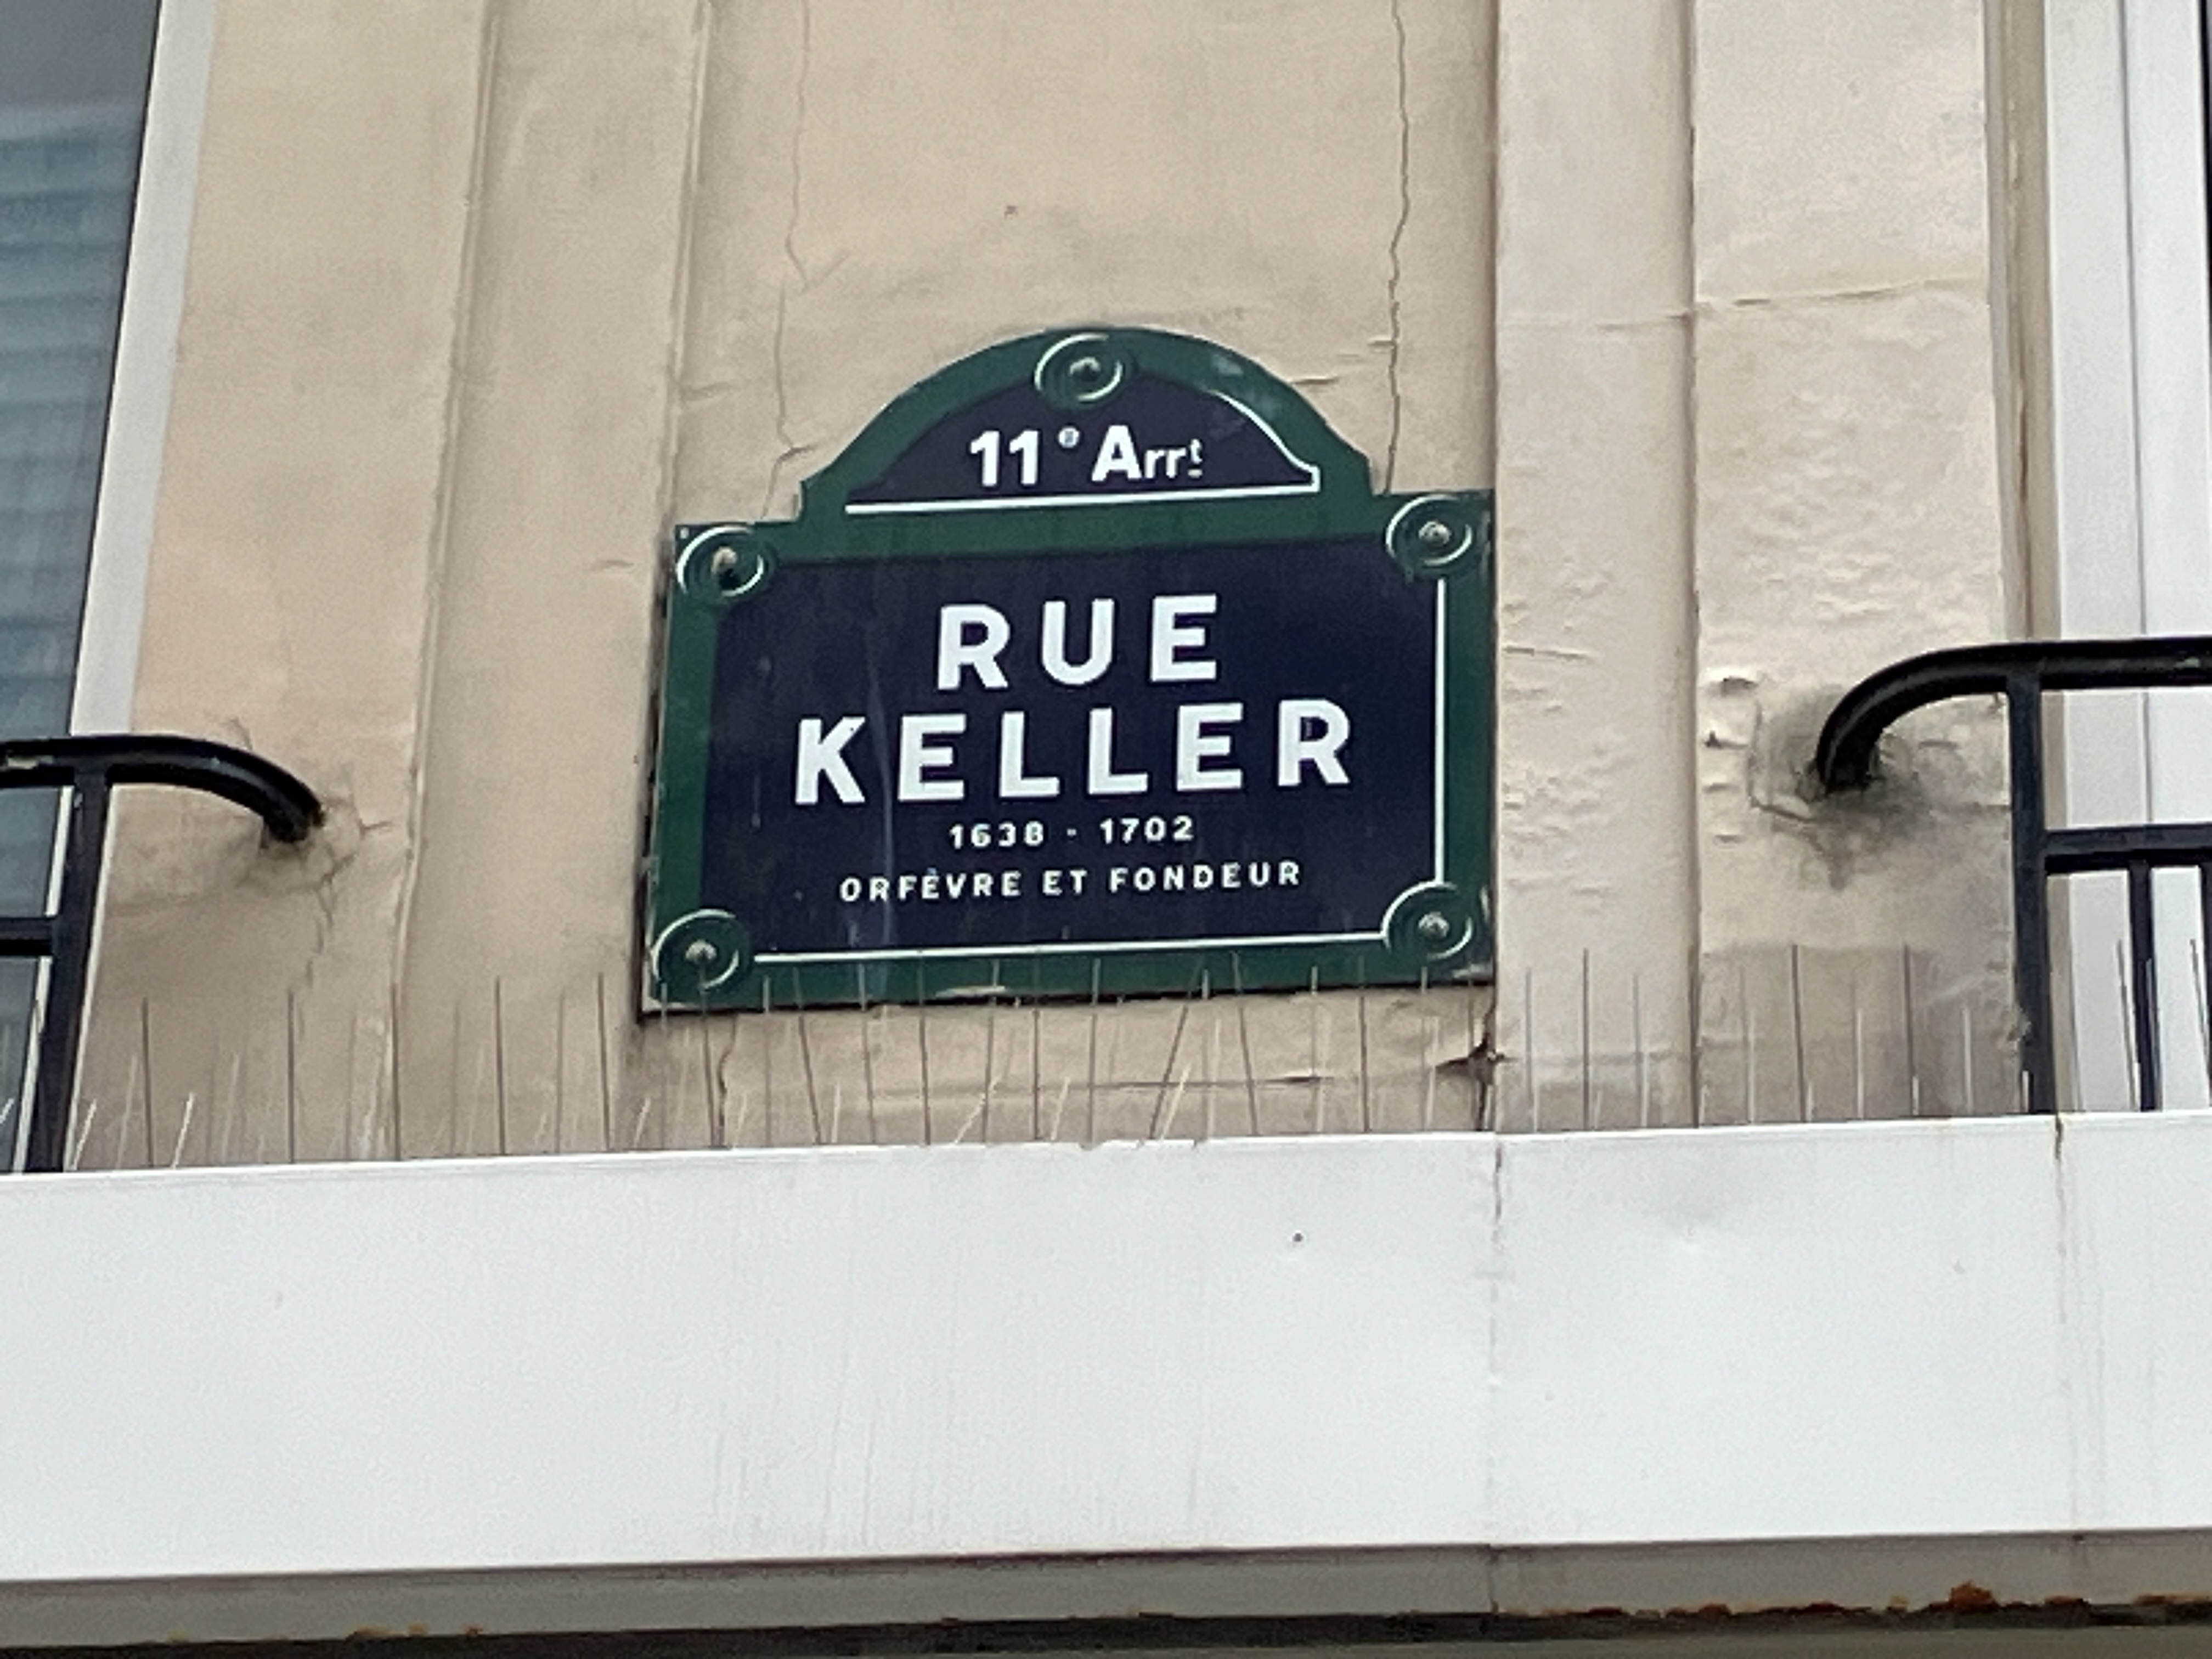 11e Arrt
RUE
KELLER
1638 - 1702
ORFÈVRE ET FONDEUR